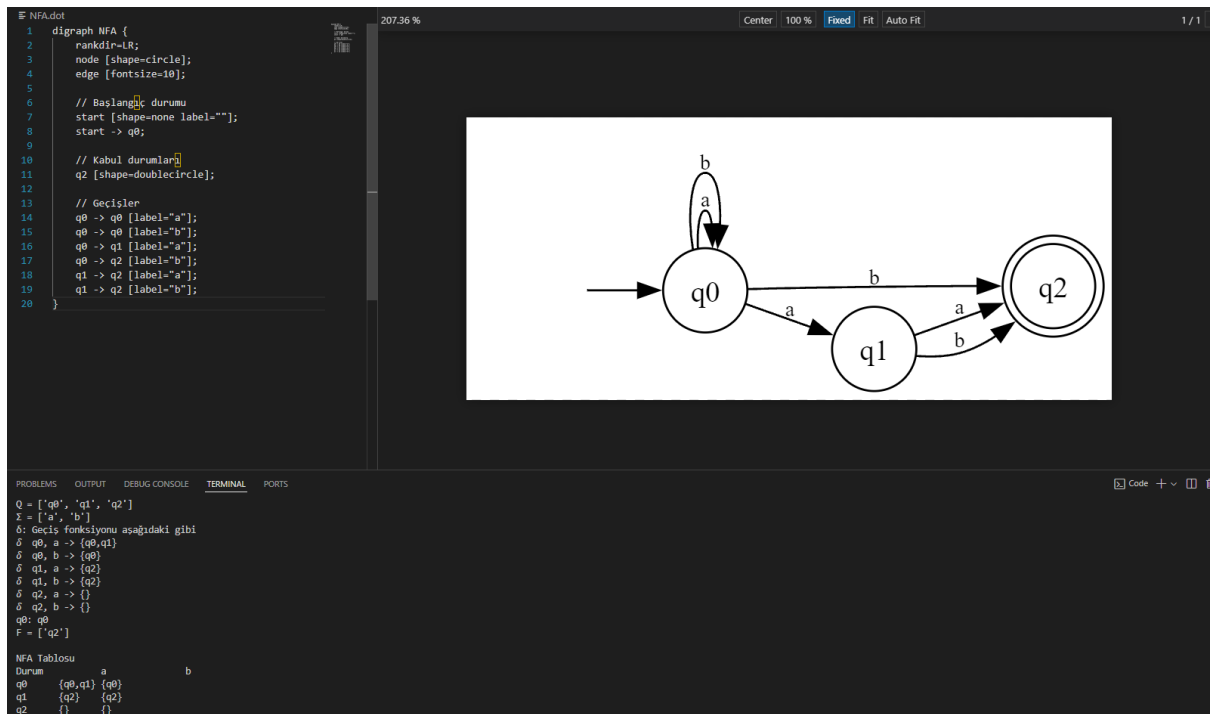 NFA.dot
1 digraph NFA {
2 rankdir=LR;
3 node [shape=circle];
4 edge [fontsize=10];
5
6 // Başlangıç durumu
7 start [shape=none label=""];
8 start -> q0;
9
10 // Kabul durumları
11 q2 [shape=doublecircle];
12
13 // Geçişler
14 q0 -> q0 [label="a"];
15 q0 -> q0 [label="b"];
16 q0 -> q1 [label="a"];
17 q0 -> q2 [label="b"];
18 q1 -> q2 [label="a"];
19 q1 -> q2 [label="b"];
20 }
207.36 % Center 100 % Fixed Fit Auto Fit 1 / 1
b
a
q0
b
a
q1
a
b
q2
PROBLEMS OUTPUT DEBUG CONSOLE TERMINAL PORTS Code
Q = ['q0', 'q1', 'q2']
Σ = ['a', 'b']
δ: Geçiş fonksiyonu aşağıdaki gibi
δ q0, a -> {q0,q1}
δ q0, b -> {q0}
δ q1, a -> {q2}
δ q1, b -> {q2}
δ q2, a -> {}
δ q2, b -> {}
q0: q0
F = ['q2']
NFA Tablosu
Durum a b
q0 {q0,q1} {q0}
q1 {q2} {q2}
q2 {} {}